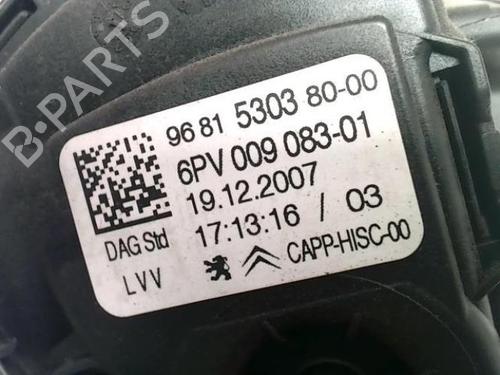 96 81 5303 80-00
6PV 009 083-01
19.12.2007
17:13:16 / 03
DAG.Std
LVV
CAPP-HISC-00
B-PARTS